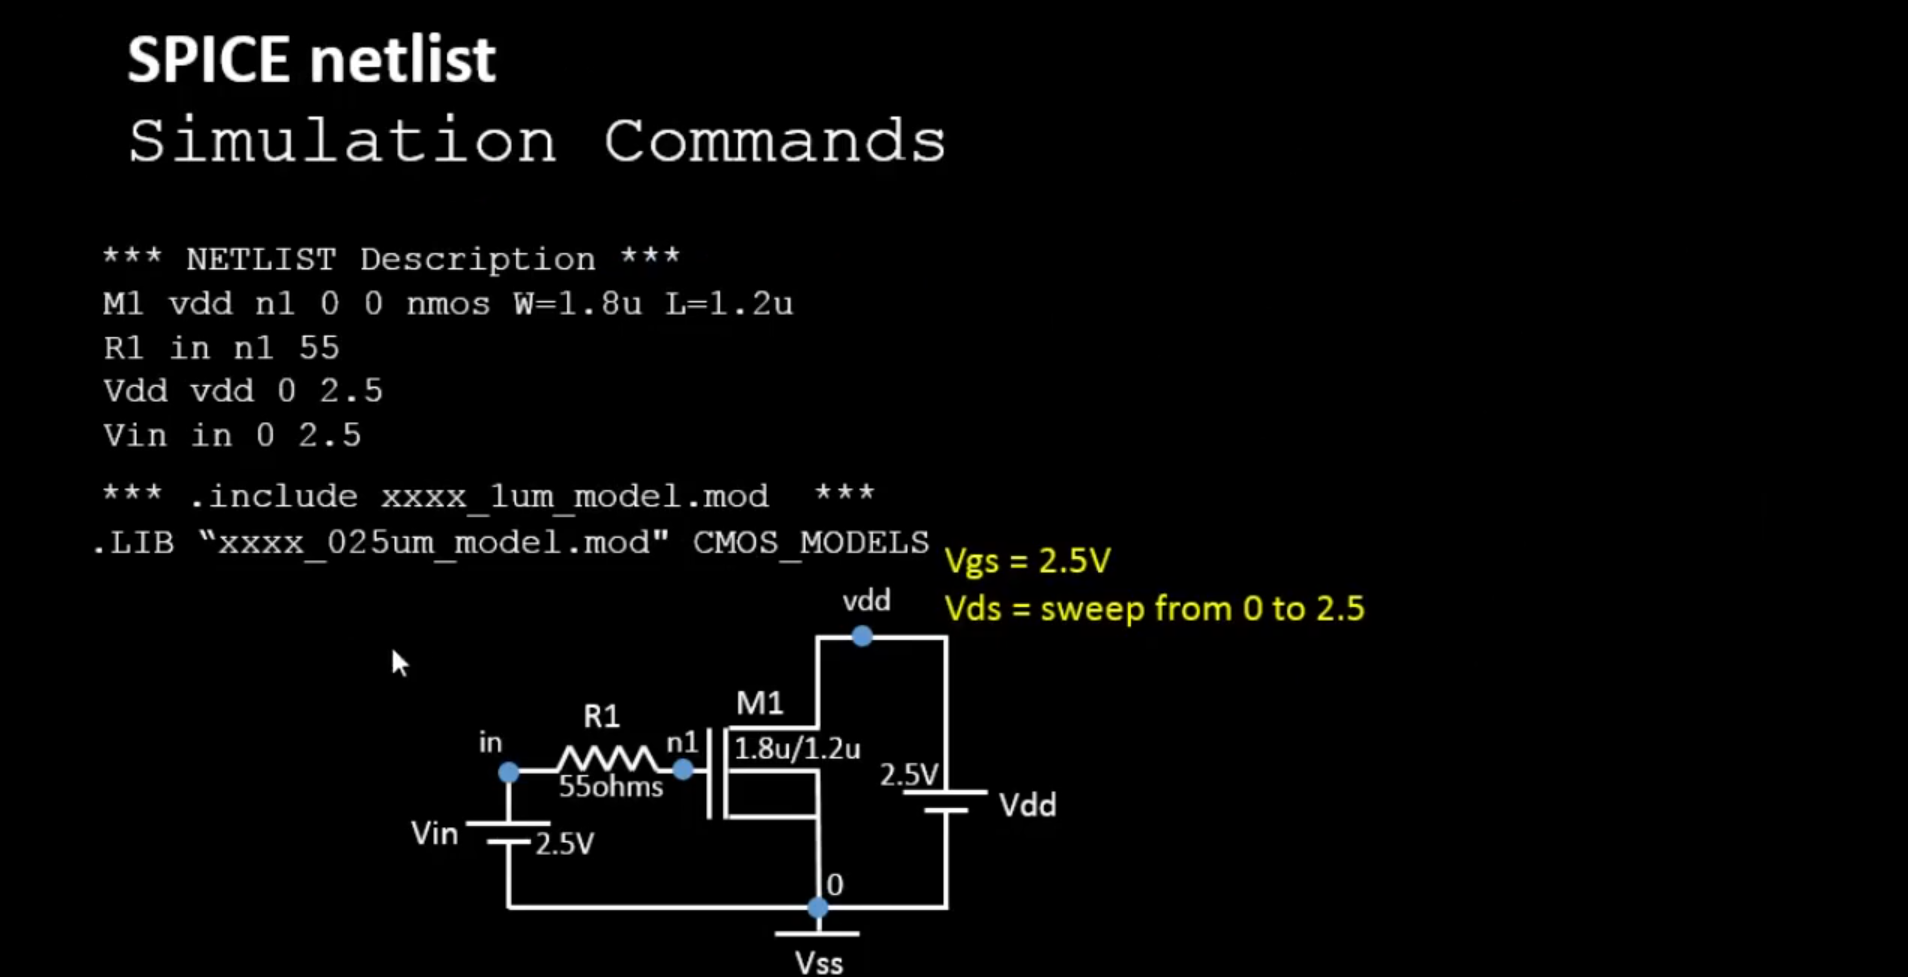 SPICE netlist
Simulation Commands
*** NETLIST Description ***
M1 vdd n1 0 0 nmos W=1.8u L=1.2u
R1 in n1 55
Vdd vdd 0 2.5
Vin in 0 2.5
*** .include xxxx_1um_model.mod ***
.LIB “xxxx_025um_model.mod" CMOS_MODELS
Vgs = 2.5V
Vds = sweep from 0 to 2.5
vdd
M1
R1
in
n1
1.8u/1.2u
55ohms
2.5V
Vdd
Vin
2.5V
0
Vss